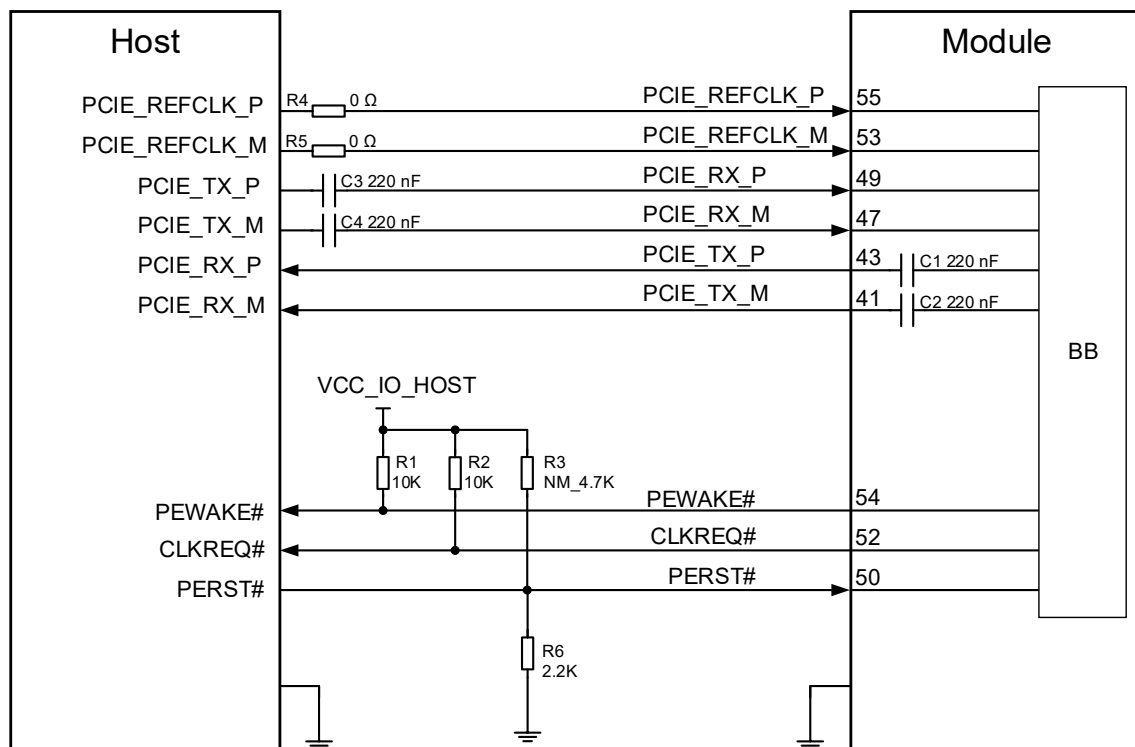 Host
Module
PCIE_REFCLK_P
R4
0 Ω
PCIE_REFCLK_P
55
PCIE_REFCLK_M
R5
0 Ω
PCIE_REFCLK_M
53
PCIE_TX_P
C3 220 nF
PCIE_RX_P
49
PCIE_TX_M
C4 220 nF
PCIE_RX_M
47
PCIE_RX_P
PCIE_TX_P
43
C1 220 nF
PCIE_RX_M
PCIE_TX_M
41
C2 220 nF
BB
VCC_IO_HOST
R1
10K
R2
10K
R3
NM_4.7K
PEWAKE#
PEWAKE#
54
CLKREQ#
CLKREQ#
52
PERST#
PERST#
50
R6
2.2K